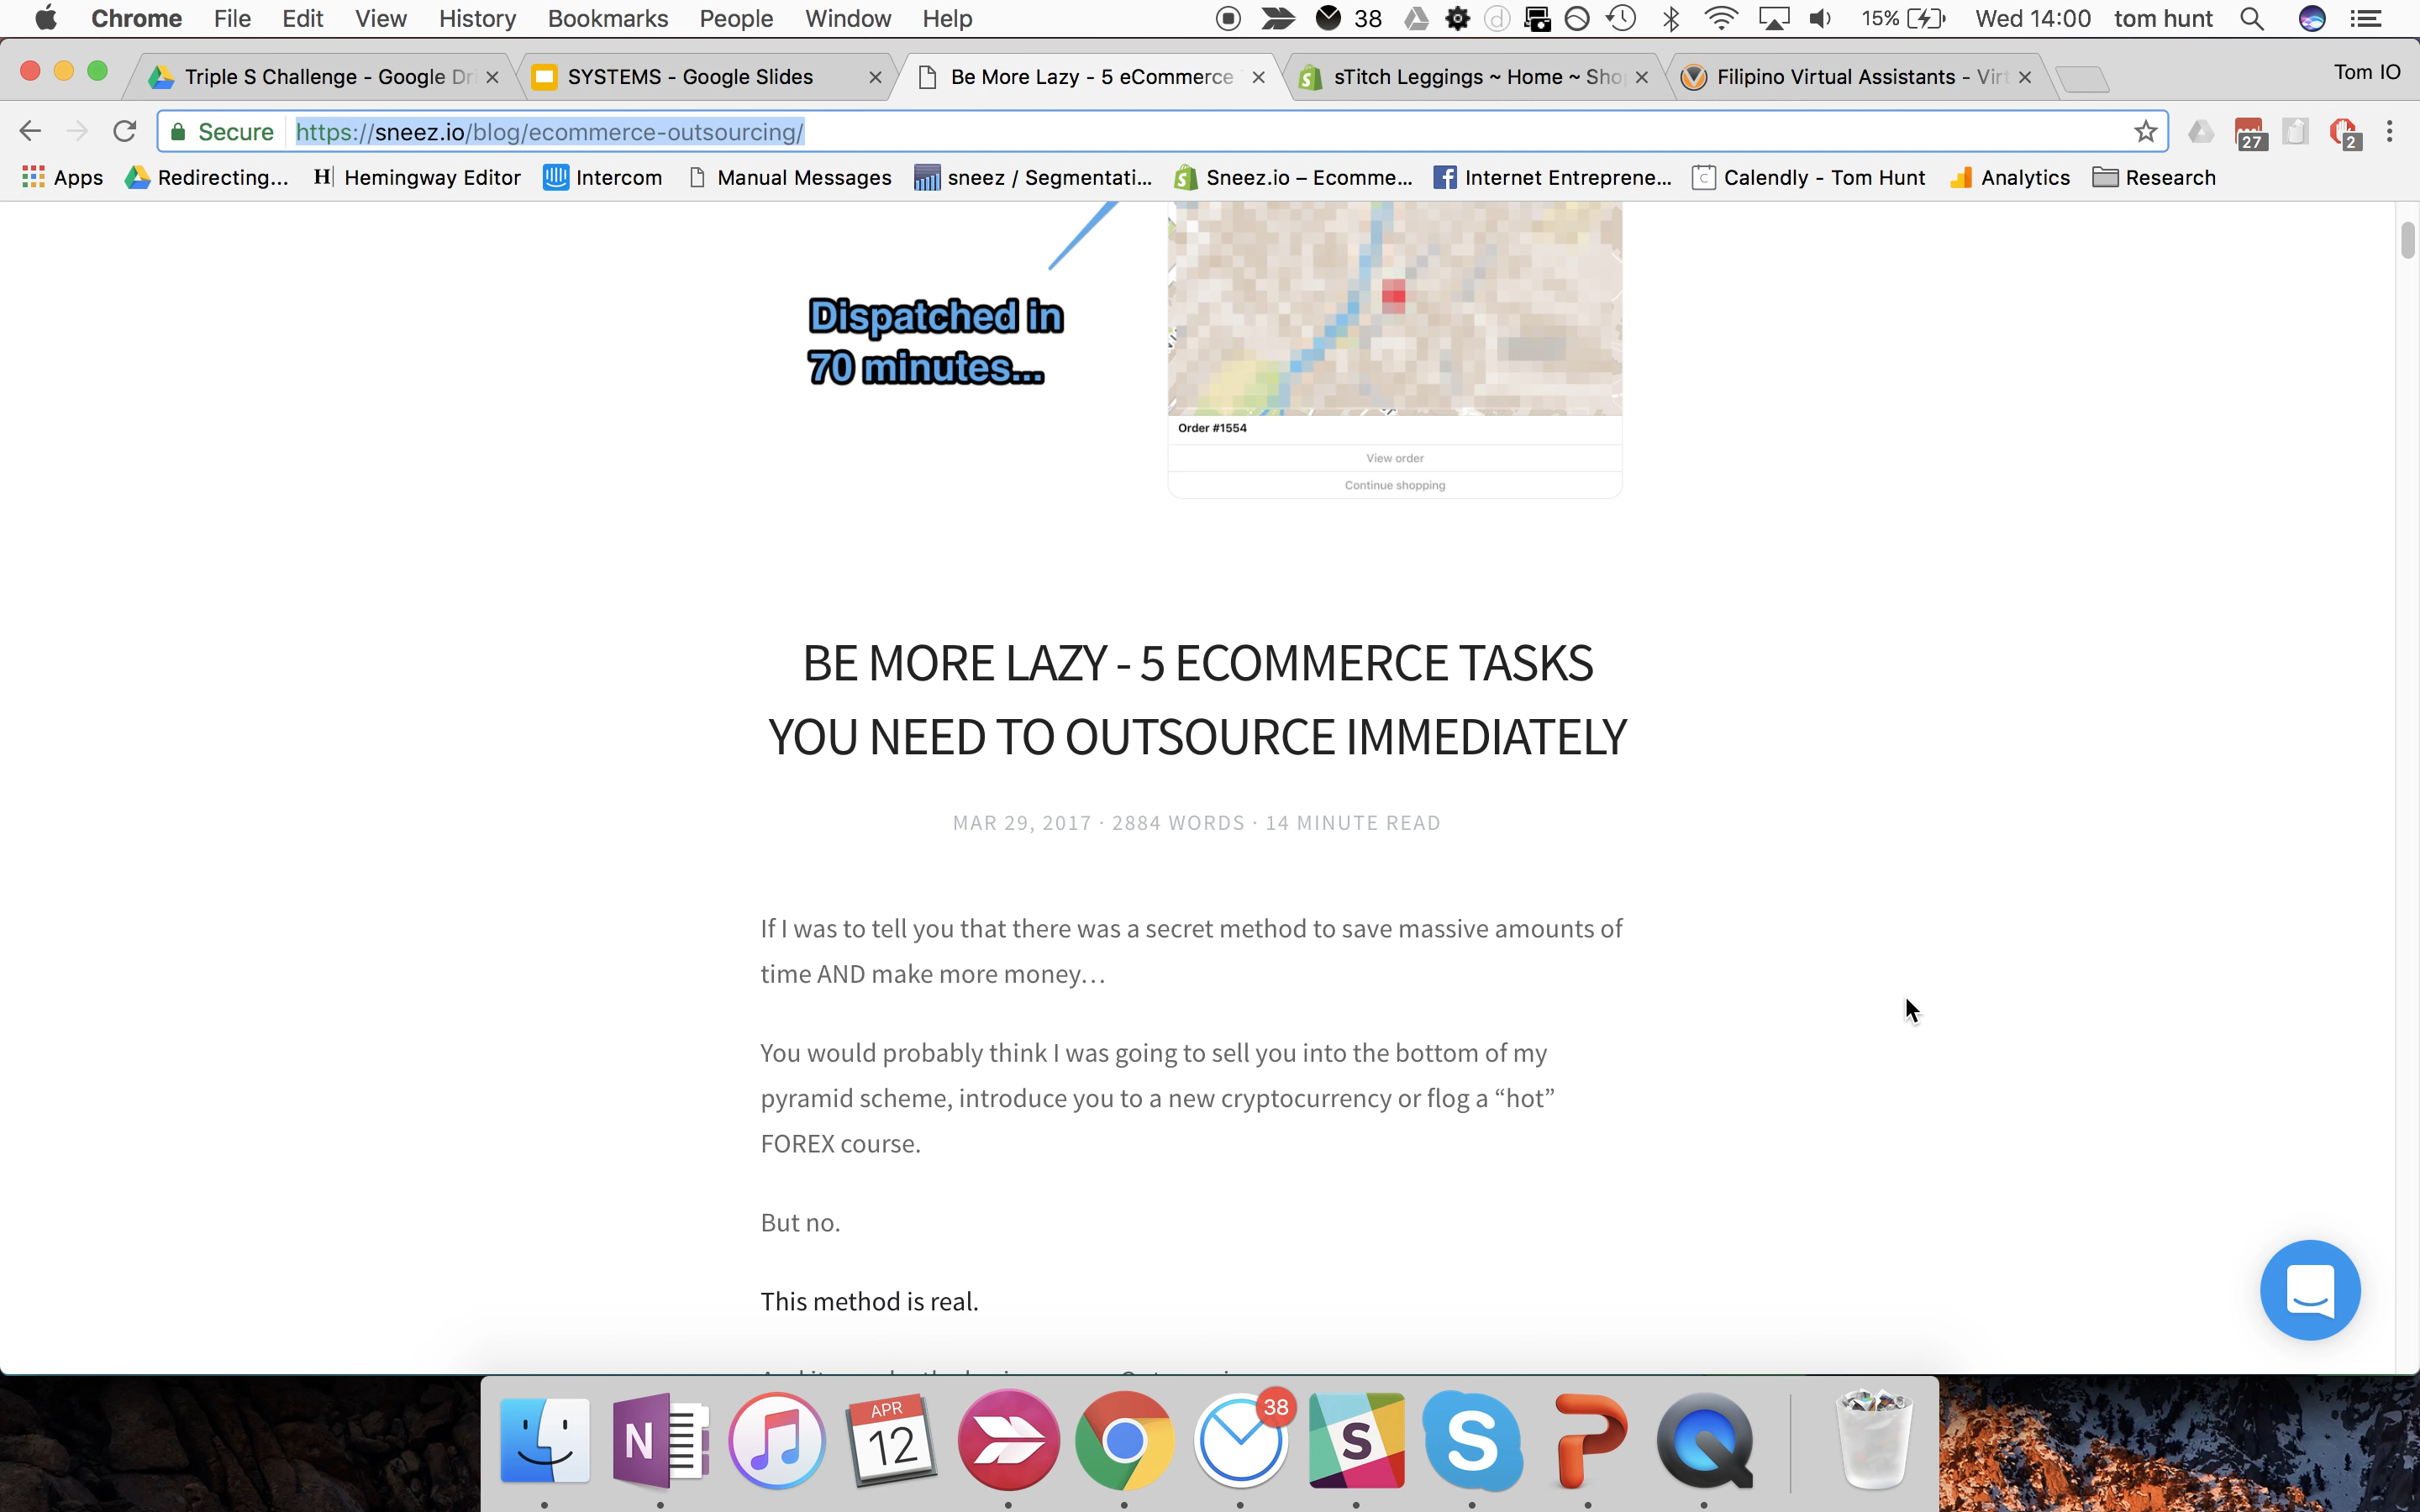 Chrome File Edit View History Bookmarks People Window Help 38 15% Wed 14:00 tom hunt
Triple S Challenge - Google Dri SYSTEMS - Google Slides Be More Lazy - 5 eCommerce sTitch Leggings ~ Home ~ Sho Filipino Virtual Assistants - Virt Tom IO
Secure https://sneez.io/blog/ecommerce-outsourcing/ 27 2
Apps Redirecting... Hemingway Editor Intercom Manual Messages sneez / Segmentati... Sneez.io – Ecomme... Internet Entreprene... Calendly - Tom Hunt Analytics Research
Dispatched in
70 minutes...
Order #1554
View order
Continue shopping
BE MORE LAZY - 5 ECOMMERCE TASKS
YOU NEED TO OUTSOURCE IMMEDIATELY
MAR 29, 2017 · 2884 WORDS · 14 MINUTE READ
If I was to tell you that there was a secret method to save massive amounts of
time AND make more money…
You would probably think I was going to sell you into the bottom of my
pyramid scheme, introduce you to a new cryptocurrency or flog a “hot”
FOREX course.
But no.
This method is real.
N APR 12 38 S S